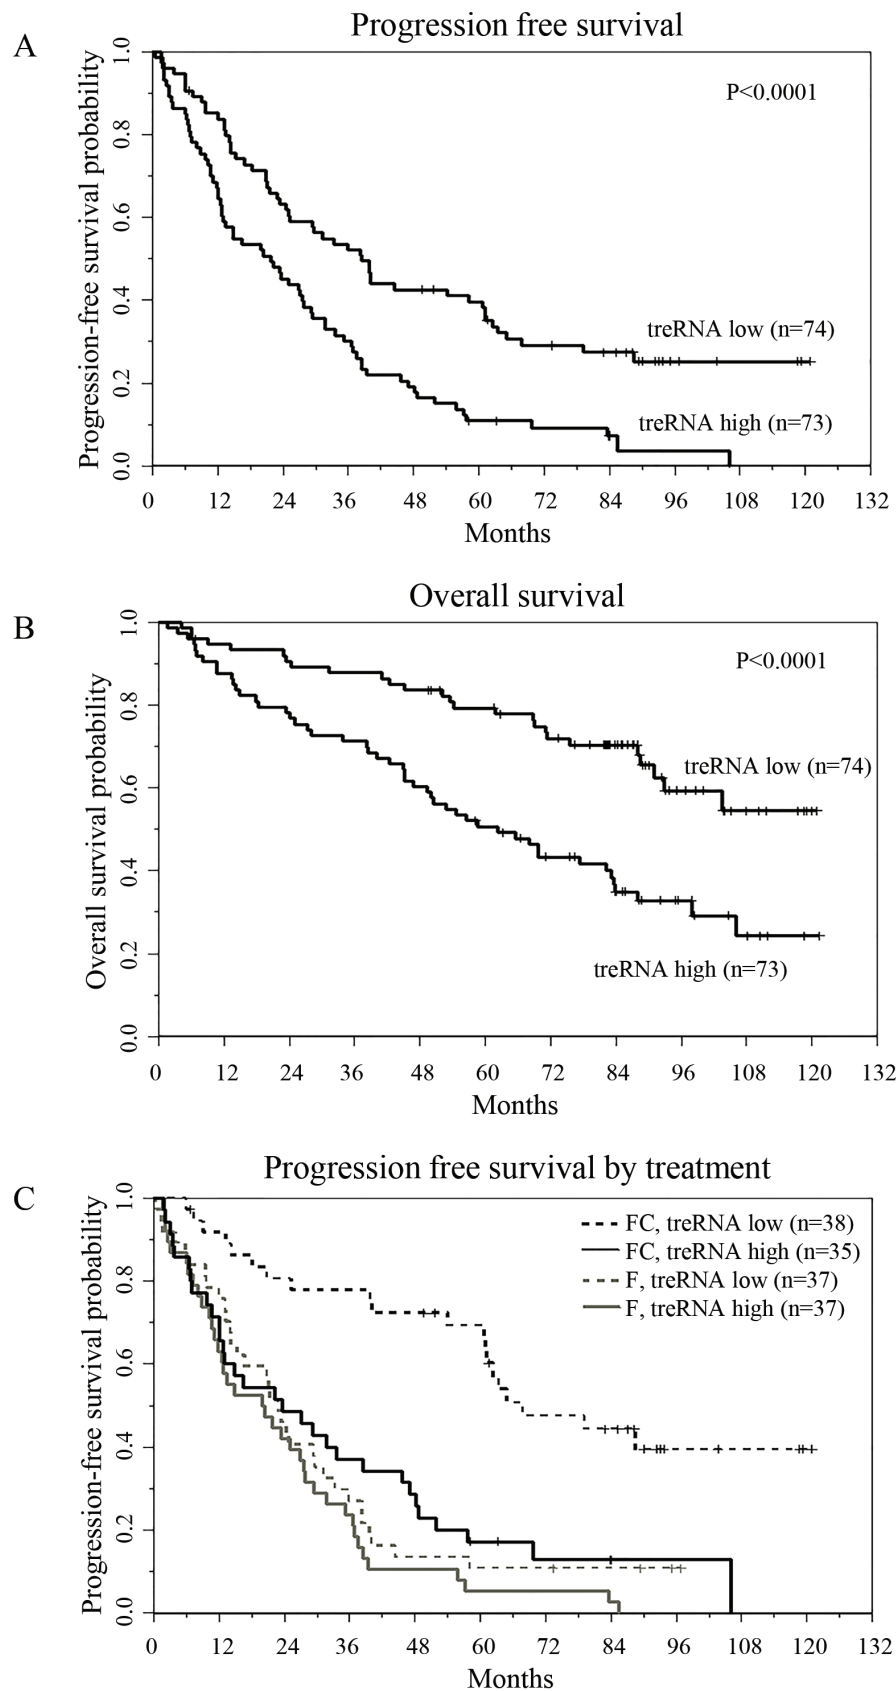 A
Progression free survival
Progression-free survival probability
1.0
0.8
0.6
0.4
0.2
0.0
P<0.0001
treRNA low (n=74)
treRNA high (n=73)
0 12 24 36 48 60 72 84 96 108 120 132
Months
B
Overall survival
Overall survival probability
1.0
0.8
0.6
0.4
0.2
0.0
P<0.0001
treRNA low (n=74)
treRNA high (n=73)
0 12 24 36 48 60 72 84 96 108 120 132
Months
C
Progression free survival by treatment
Progression-free survival probability
1.0
0.8
0.6
0.4
0.2
0.0
FC, treRNA low (n=38)
FC, treRNA high (n=35)
F, treRNA low (n=37)
F, treRNA high (n=37)
0 12 24 36 48 60 72 84 96 108 120 132
Months